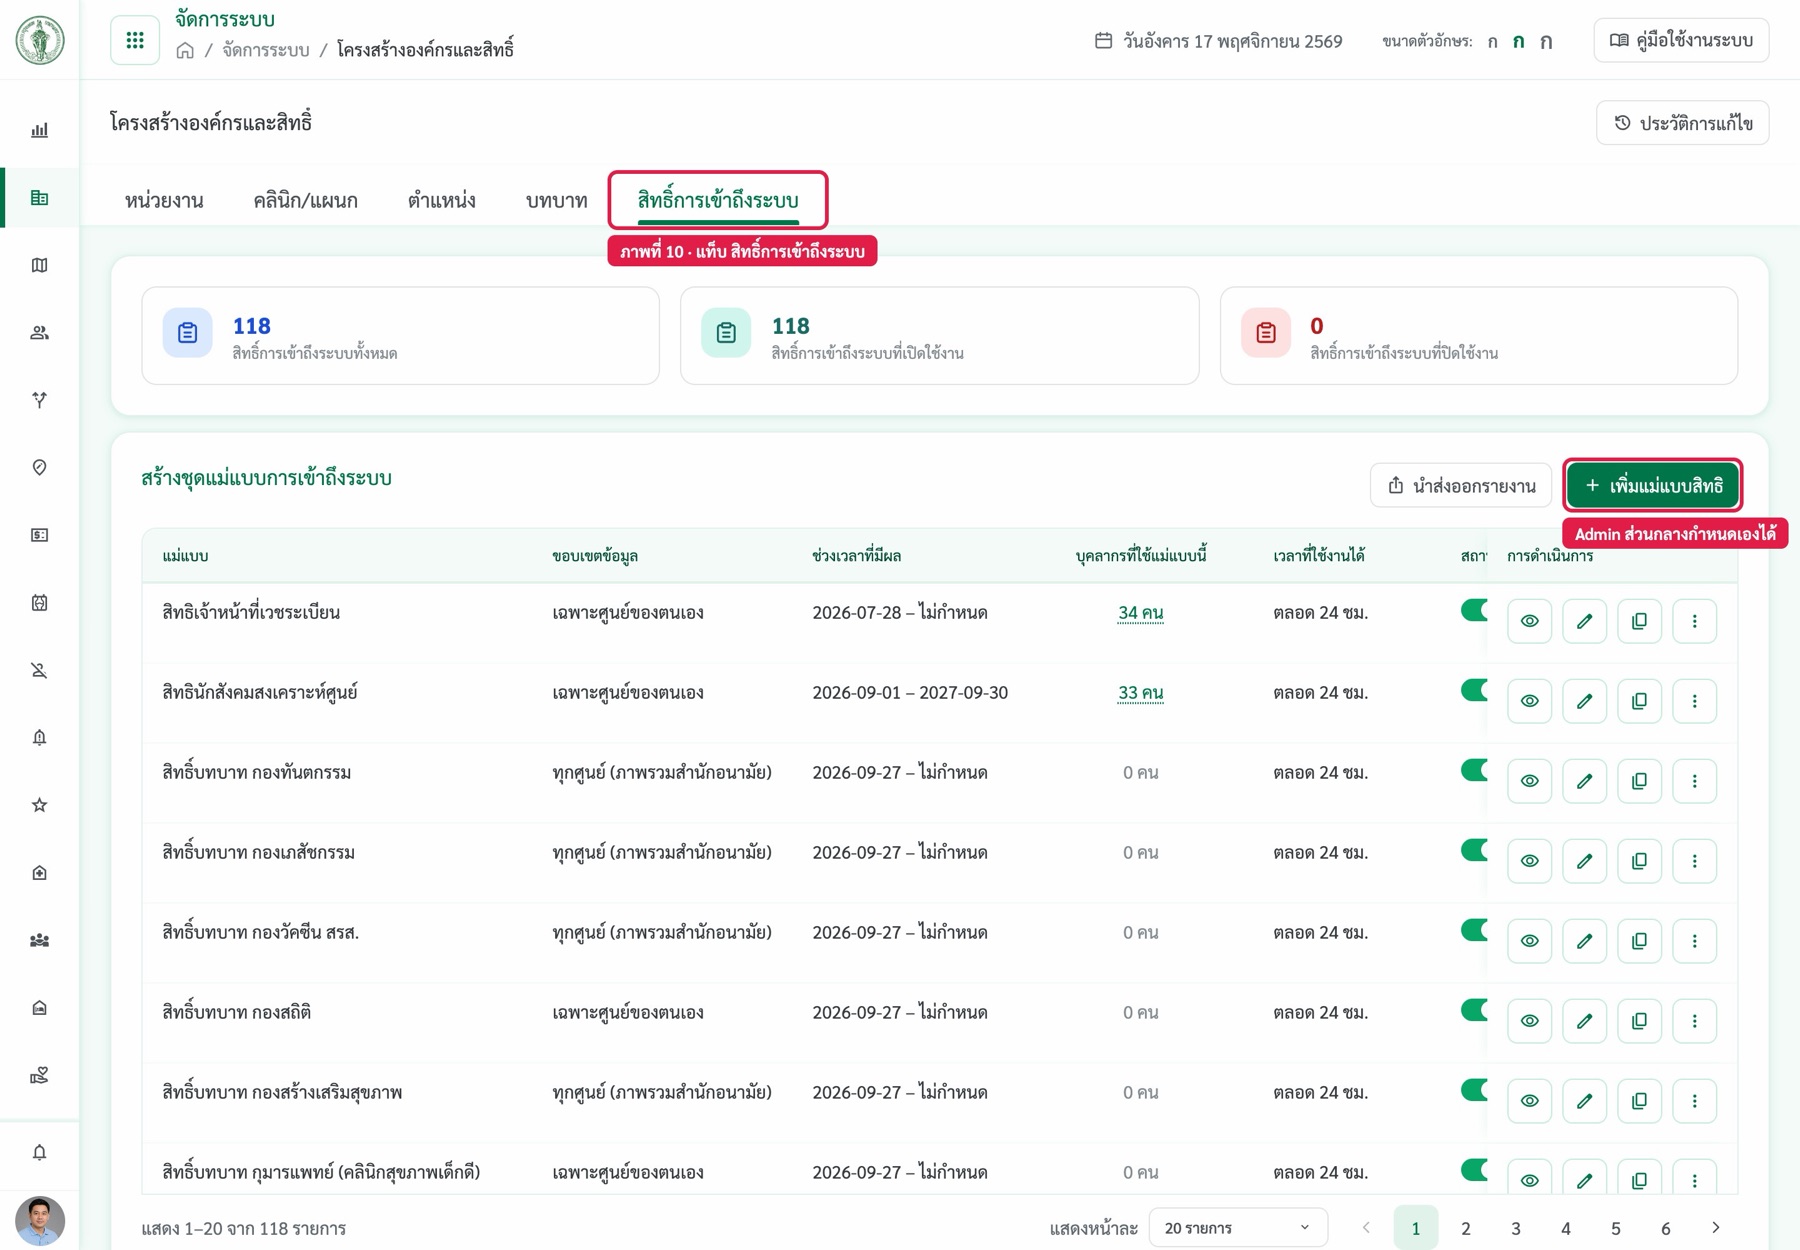 จัดการระบบ
/ จัดการระบบ / โครงสร้างองค์กรและสิทธิ์
วันอังคาร 17 พฤศจิกายน 2569
ขนาดตัวอักษร: ก ก ก
คู่มือใช้งานระบบ
โครงสร้างองค์กรและสิทธิ์
ประวัติการแก้ไข
หน่วยงาน คลินิก/แผนก ตำแหน่ง บทบาท สิทธิ์การเข้าถึงระบบ
ภาพที่ 10 · แท็บ สิทธิ์การเข้าถึงระบบ
118
สิทธิ์การเข้าถึงระบบทั้งหมด
118
สิทธิ์การเข้าถึงระบบที่เปิดใช้งาน
0
สิทธิ์การเข้าถึงระบบที่ปิดใช้งาน
สร้างชุดแม่แบบการเข้าถึงระบบ
นำส่งออกรายงาน
+ เพิ่มแม่แบบสิทธิ
Admin ส่วนกลางกำหนดเองได้
แม่แบบ ขอบเขตข้อมูล ช่วงเวลาที่มีผล บุคลากรที่ใช้แม่แบบนี้ เวลาที่ใช้งานได้ สถา การดำเนินการ
สิทธิเจ้าหน้าที่เวชระเบียน เฉพาะศูนย์ของตนเอง 2026-07-28 – ไม่กำหนด 34 คน ตลอด 24 ชม.
สิทธินักสังคมสงเคราะห์ศูนย์ เฉพาะศูนย์ของตนเอง 2026-09-01 – 2027-09-30 33 คน ตลอด 24 ชม.
สิทธิ์บทบาท กองทันตกรรม ทุกศูนย์ (ภาพรวมสำนักอนามัย) 2026-09-27 – ไม่กำหนด 0 คน ตลอด 24 ชม.
สิทธิ์บทบาท กองเภสัชกรรม ทุกศูนย์ (ภาพรวมสำนักอนามัย) 2026-09-27 – ไม่กำหนด 0 คน ตลอด 24 ชม.
สิทธิ์บทบาท กองวัคซีน สรส. ทุกศูนย์ (ภาพรวมสำนักอนามัย) 2026-09-27 – ไม่กำหนด 0 คน ตลอด 24 ชม.
สิทธิ์บทบาท กองสถิติ เฉพาะศูนย์ของตนเอง 2026-09-27 – ไม่กำหนด 0 คน ตลอด 24 ชม.
สิทธิ์บทบาท กองสร้างเสริมสุขภาพ ทุกศูนย์ (ภาพรวมสำนักอนามัย) 2026-09-27 – ไม่กำหนด 0 คน ตลอด 24 ชม.
สิทธิ์บทบาท กุมารแพทย์ (คลินิกสุขภาพเด็กดี) เฉพาะศูนย์ของตนเอง 2026-09-27 – ไม่กำหนด 0 คน ตลอด 24 ชม.
แสดง 1–20 จาก 118 รายการ
แสดงหน้าละ 20 รายการ
1 2 3 4 5 6